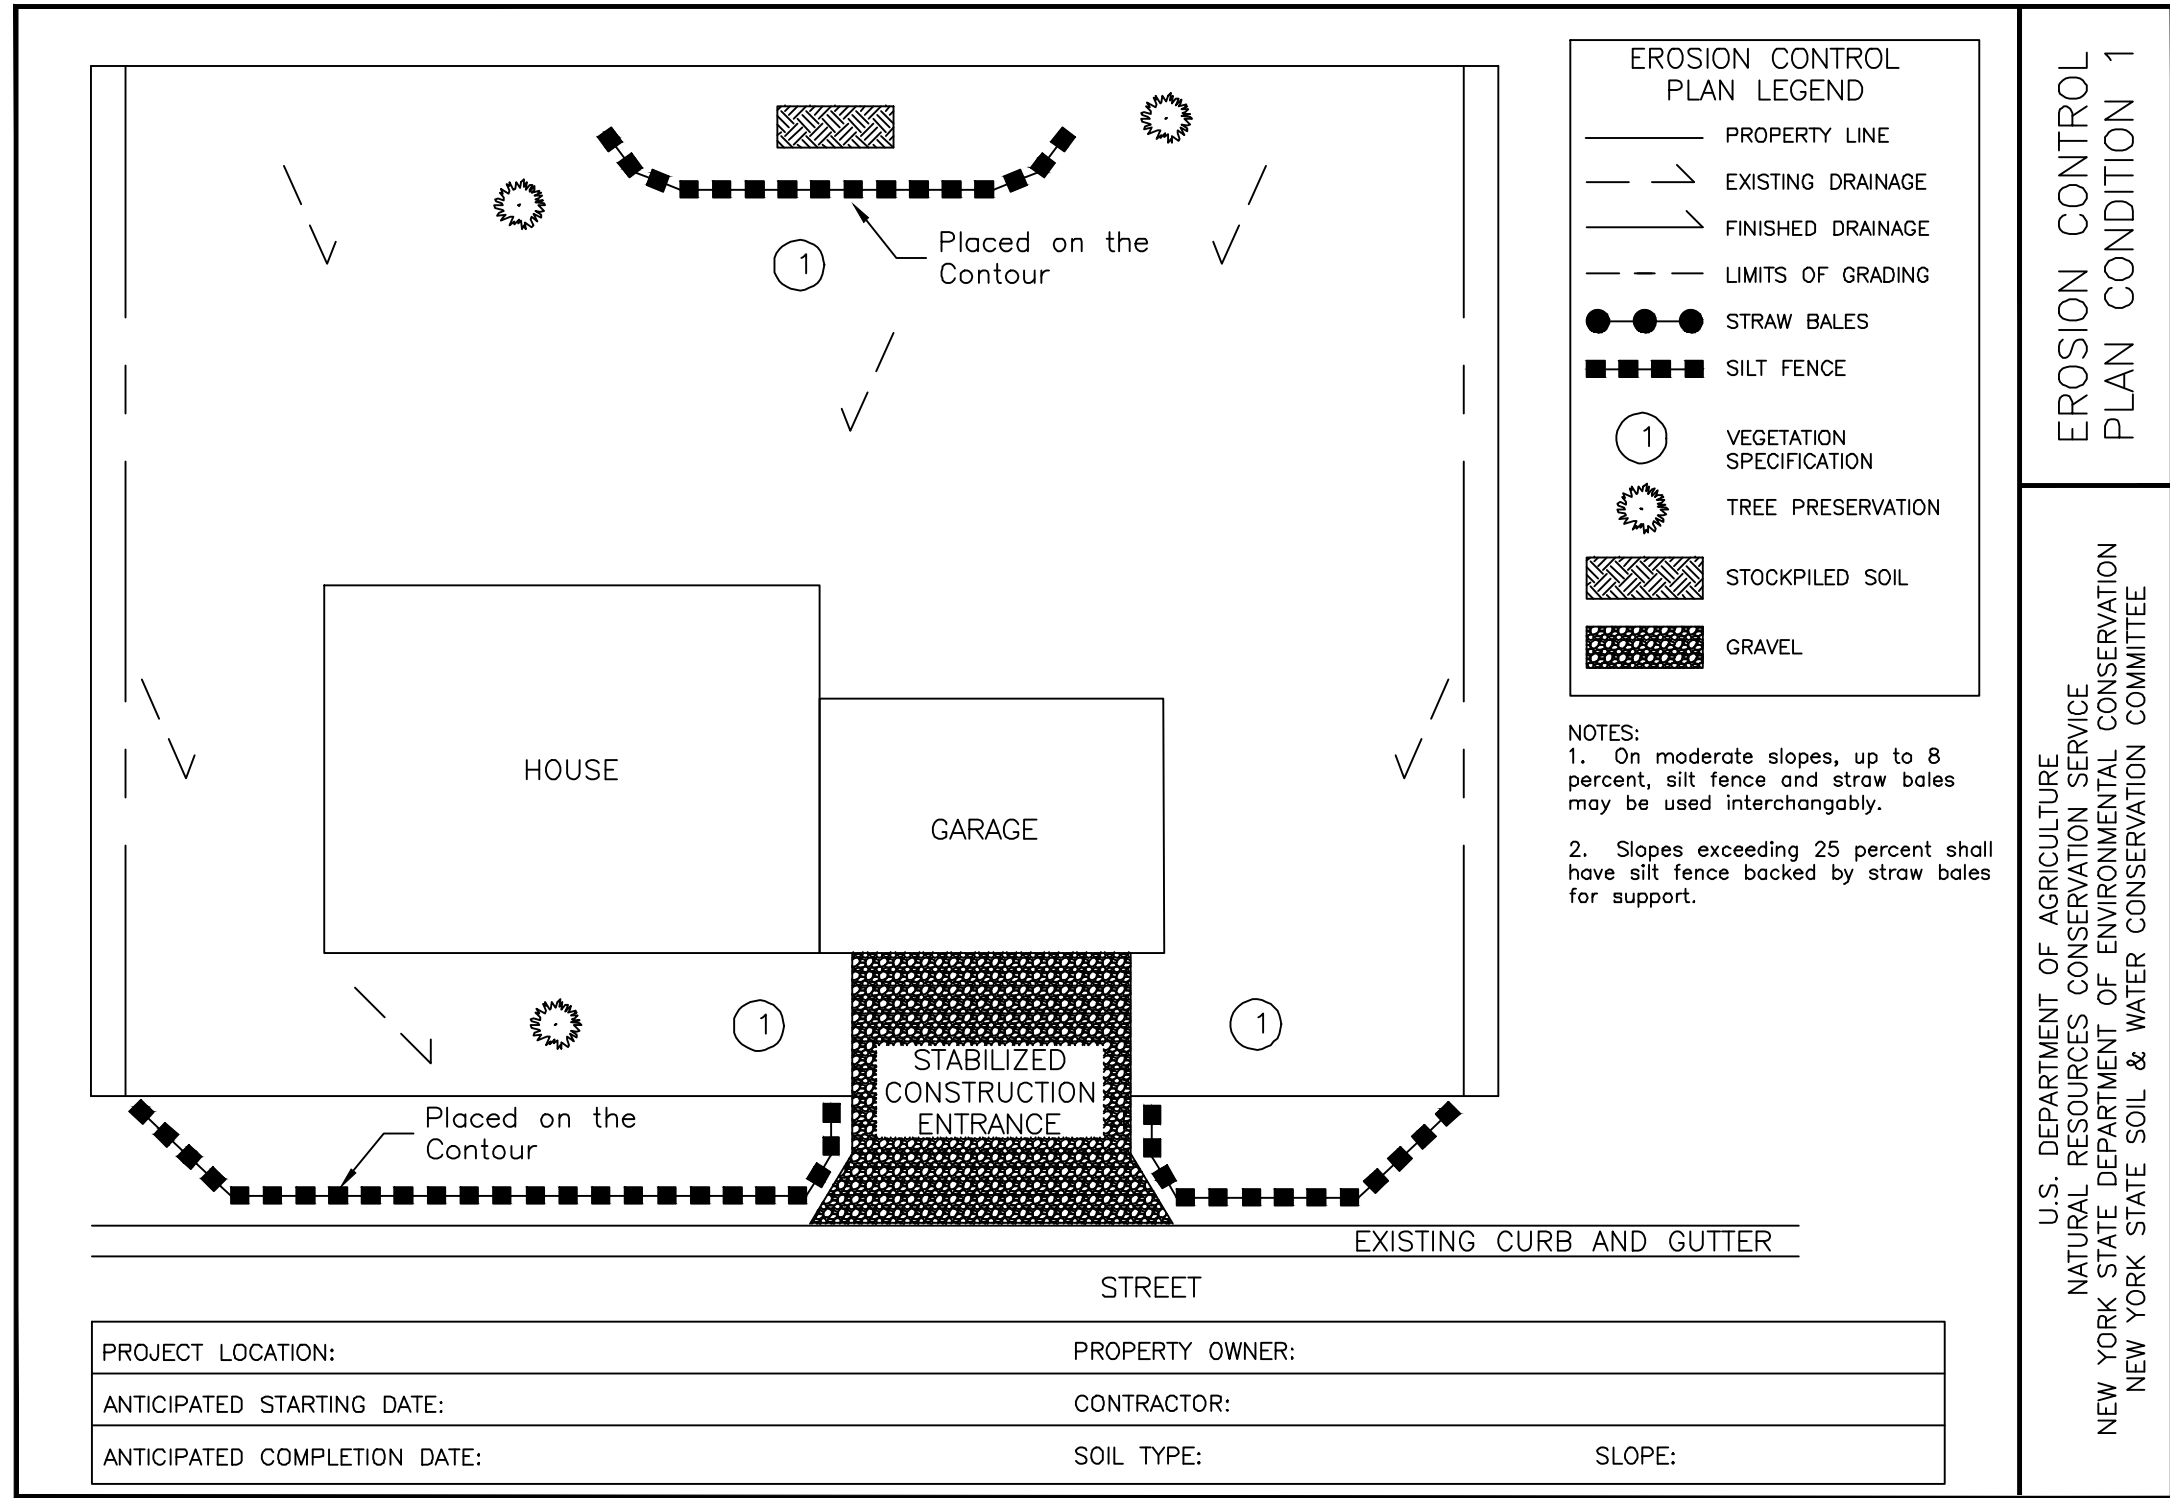 EROSION CONTROL
PLAN LEGEND
PROPERTY LINE
EXISTING DRAINAGE
FINISHED DRAINAGE
LIMITS OF GRADING
STRAW BALES
SILT FENCE
1
VEGETATION
SPECIFICATION
TREE PRESERVATION
STOCKPILED SOIL
GRAVEL
NOTES:
1. On moderate slopes, up to 8
percent, silt fence and straw bales
may be used interchangably.
2. Slopes exceeding 25 percent shall
have silt fence backed by straw bales
for support.
Placed on the
Contour
1
HOUSE
GARAGE
1
1
STABILIZED
CONSTRUCTION
ENTRANCE
Placed on the
Contour
EXISTING CURB AND GUTTER
STREET
PROJECT LOCATION:
PROPERTY OWNER:
ANTICIPATED STARTING DATE:
CONTRACTOR:
ANTICIPATED COMPLETION DATE:
SOIL TYPE:
SLOPE:
EROSION CONTROL
PLAN CONDITION 1
U.S. DEPARTMENT OF AGRICULTURE
NATURAL RESOURCES CONSERVATION SERVICE
NEW YORK STATE DEPARTMENT OF ENVIRONMENTAL CONSERVATION
NEW YORK STATE SOIL & WATER CONSERVATION COMMITTEE